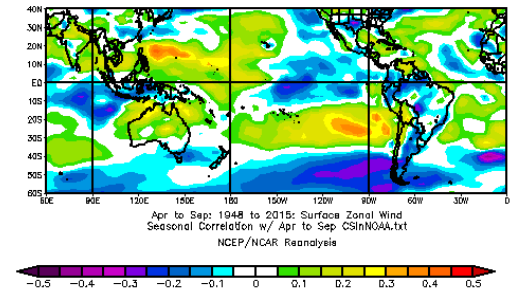 40N
30N
20N
10N
EQ
10S
20S
30S
40S
50S
60S
60E 90E 120E 150E 180 150W 120W 90W 60W 30W 0
Apr to Sep: 1948 to 2015: Surface Zonal Wind
Seasonal Correlation w/ Apr to Sep CSInNOAA.txt
NCEP/NCAR Reanalysis
-0.5 -0.4 -0.3 -0.2 -0.1 0 0.1 0.2 0.3 0.4 0.5